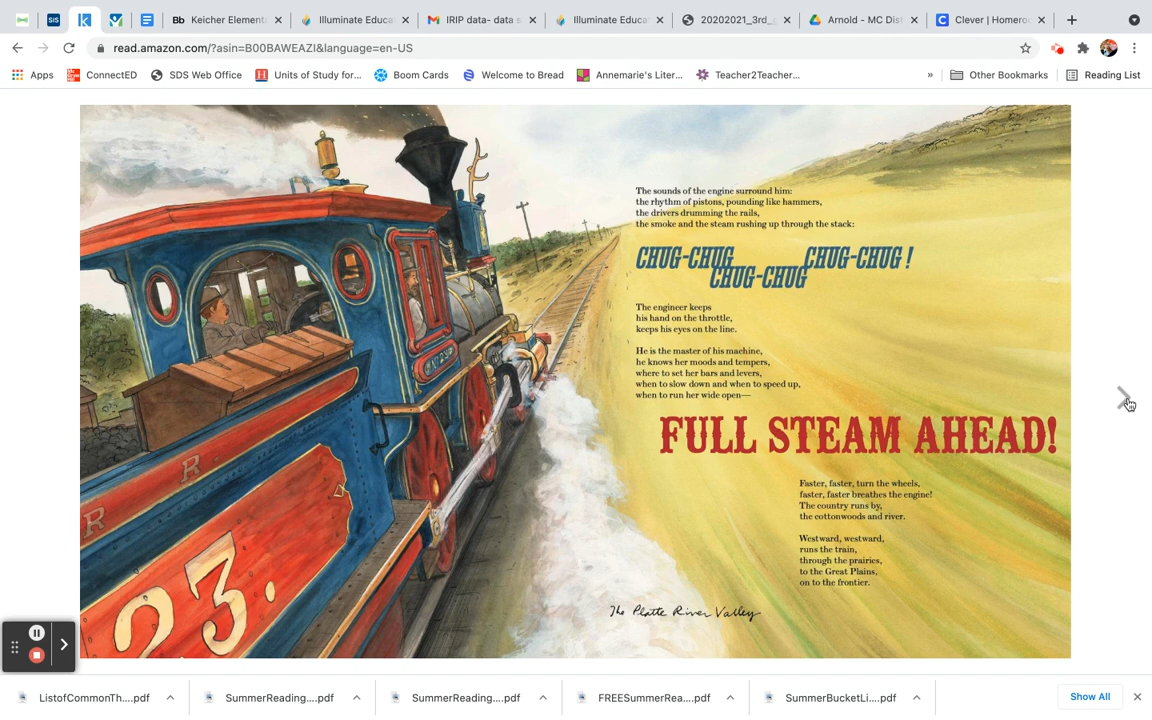 Keicher Elementa
Illuminate Educat
IRIP data- data s
Illuminate Educat
20202021_3rd_g
Arnold - MC Dist
Clever | Homeroo
read.amazon.com/?asin=B00BAWEAZI&language=en-US
Apps
ConnectED
SDS Web Office
Units of Study for...
Boom Cards
Welcome to Bread
Annemarie's Liter...
Teacher2Teacher...
»
Other Bookmarks
Reading List
The sounds of the engine surround him:
the rhythm of pistons, pounding like hammers,
the drivers drumming the rails,
the smoke and the steam rushing up through the stack:
CHUG-CHUG
CHUG-CHUG
CHUG-CHUG!
The engineer keeps
his hand on the throttle,
keeps his eyes on the line.
He is the master of his machine,
he knows her moods and tempers,
where to set her bars and levers,
when to slow down and when to speed up,
when to run her wide open—
FULL STEAM AHEAD!
Faster, faster, turn the wheels,
faster, faster breathes the engine!
The country runs by,
the cottonwoods and river.
Westward, westward,
runs the train,
through the prairies,
to the Great Plains,
on to the frontier.
The Platte River Valley
R
R
23.
ListofCommonTh....pdf
SummerReading....pdf
SummerReading....pdf
FREESummerRea....pdf
SummerBucketLi....pdf
Show All